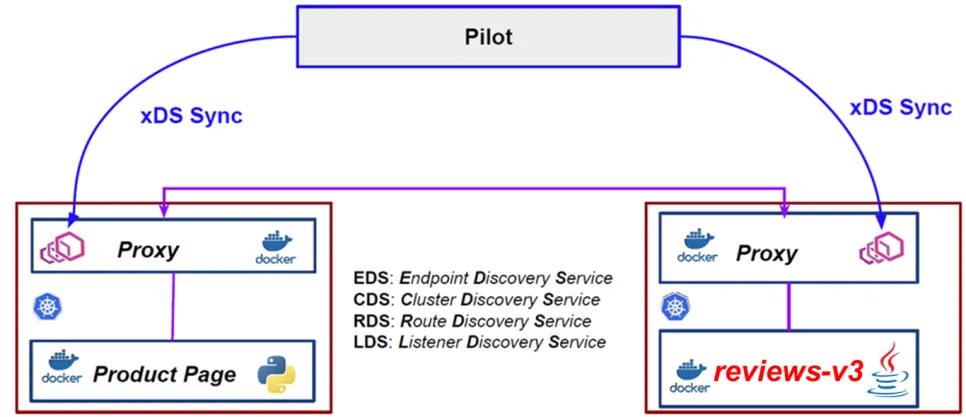 Pilot
xDS Sync
xDS Sync
Proxy
docker
docker
Proxy
EDS: Endpoint Discovery Service
CDS: Cluster Discovery Service
RDS: Route Discovery Service
LDS: Listener Discovery Service
docker
Product Page
docker
reviews-v3